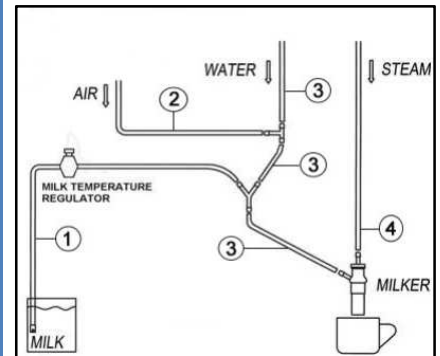 WATER
STEAM
AIR
3
2
MILK TEMPERATURE
REGULATOR
3
1
3
4
MILKER
MILK